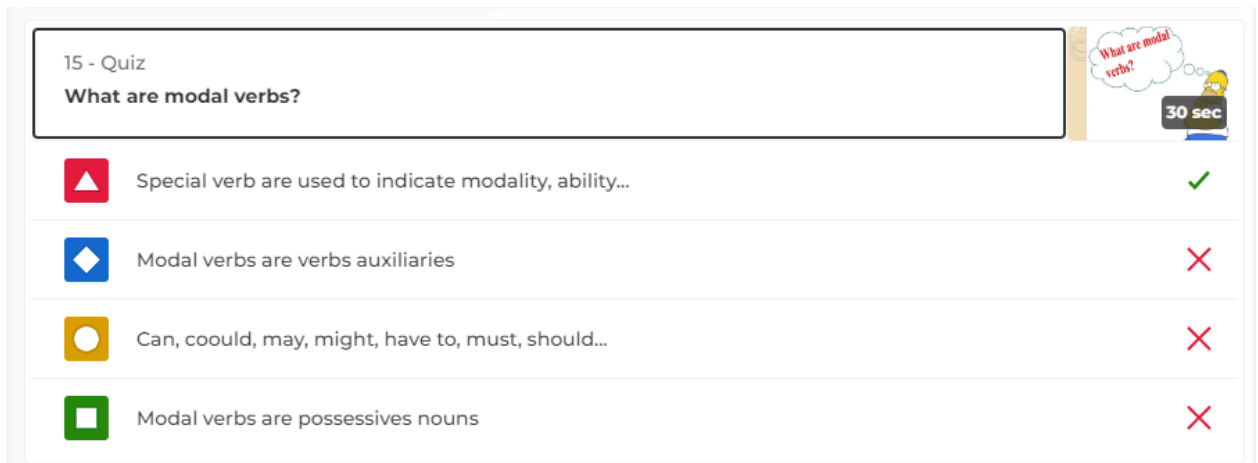 15 - Quiz
What are modal verbs?
What are modal
verbs?
30 sec
Special verb are used to indicate modality, ability...
Modal verbs are verbs auxiliaries
Can, coould, may, might, have to, must, should...
Modal verbs are possessives nouns